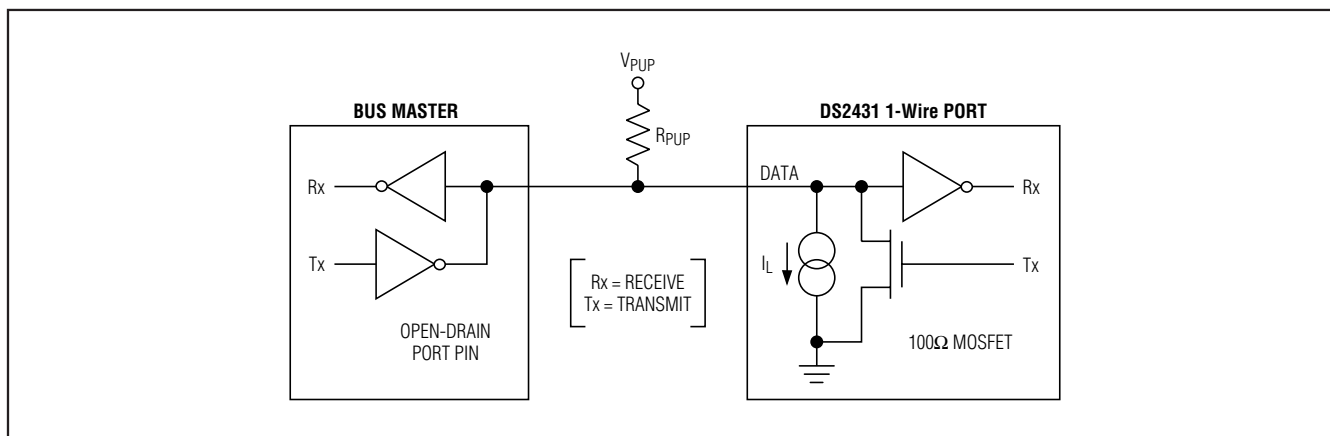 VPUP
BUS MASTER
DS2431 1-Wire PORT
RPUP
Rx
DATA
Rx
Tx
IL
Tx
Rx = RECEIVE
Tx = TRANSMIT
OPEN-DRAIN
PORT PIN
100Ω MOSFET